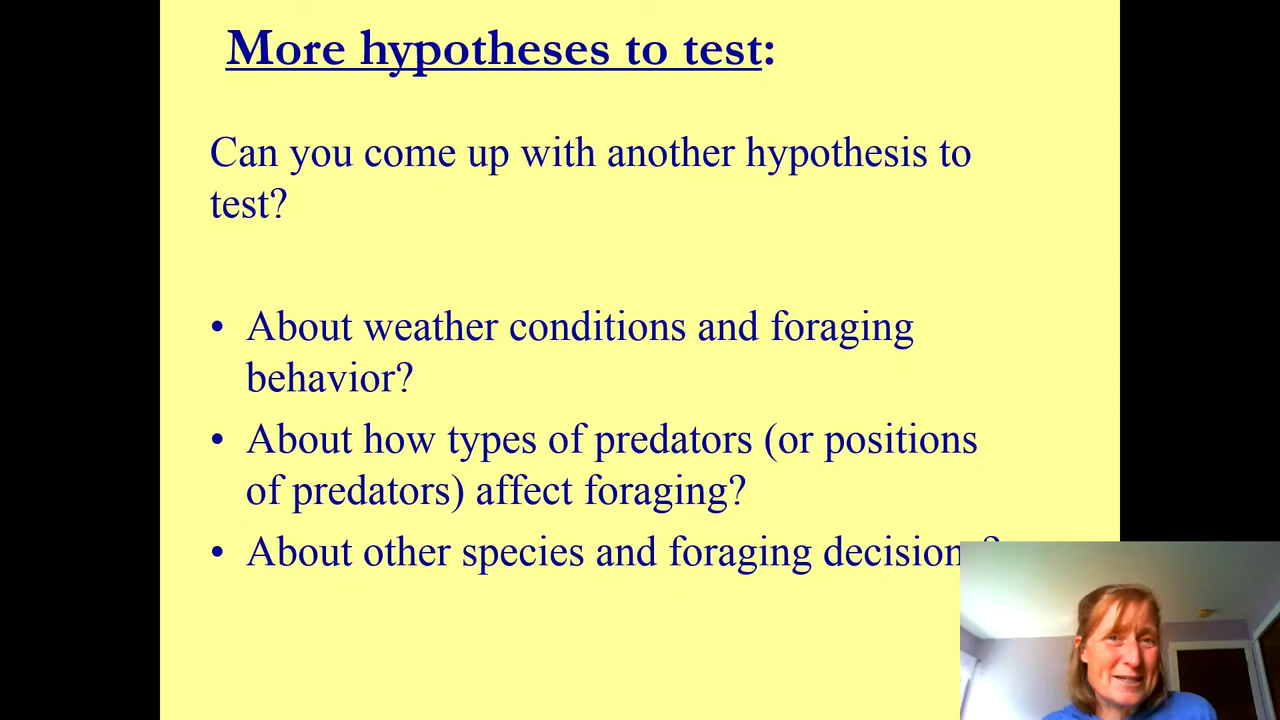 More hypotheses to test:
Can you come up with another hypothesis to
test?
• About weather conditions and foraging
behavior?
• About how types of predators (or positions
of predators) affect foraging?
• About other species and foraging decision ?